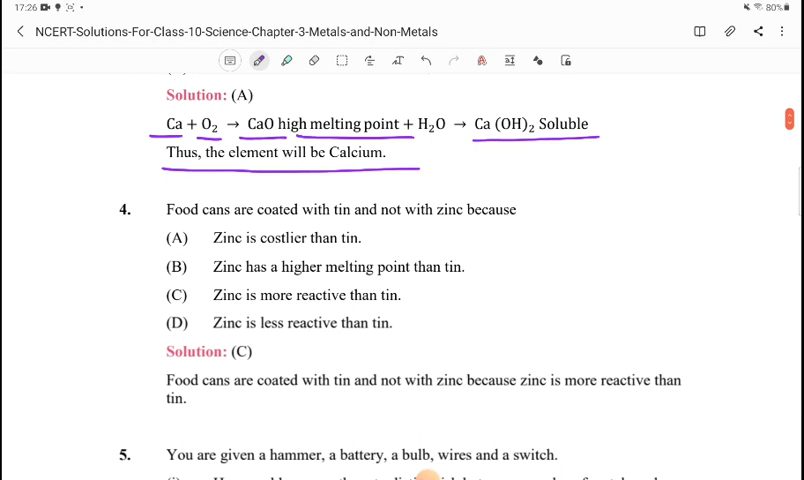 17:26
80%
NCERT-Solutions-For-Class-10-Science-Chapter-3-Metals-and-Non-Metals
Solution: (A)
Ca + O₂ → CaO high melting point + H₂O → Ca (OH)₂ Soluble
Thus, the element will be Calcium.
4. Food cans are coated with tin and not with zinc because
(A) Zinc is costlier than tin.
(B) Zinc has a higher melting point than tin.
(C) Zinc is more reactive than tin.
(D) Zinc is less reactive than tin.
Solution: (C)
Food cans are coated with tin and not with zinc because zinc is more reactive than
tin.
5. You are given a hammer, a battery, a bulb, wires and a switch.